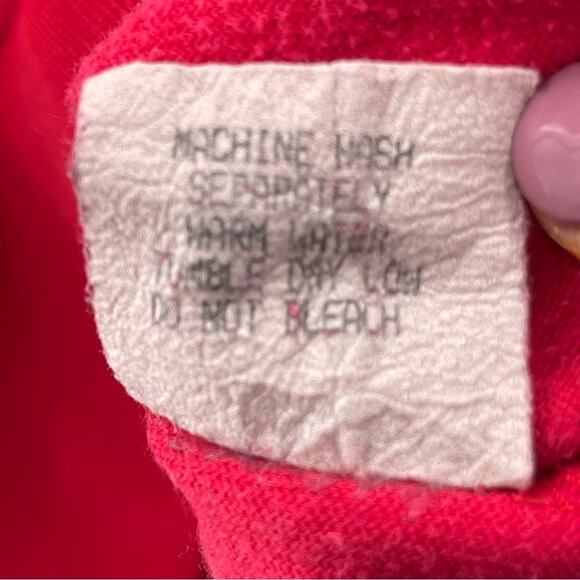 MACHINE WASH
SEPARATELY
WARM WATER
TUMBLE DRY LOW
DO NOT BLEACH